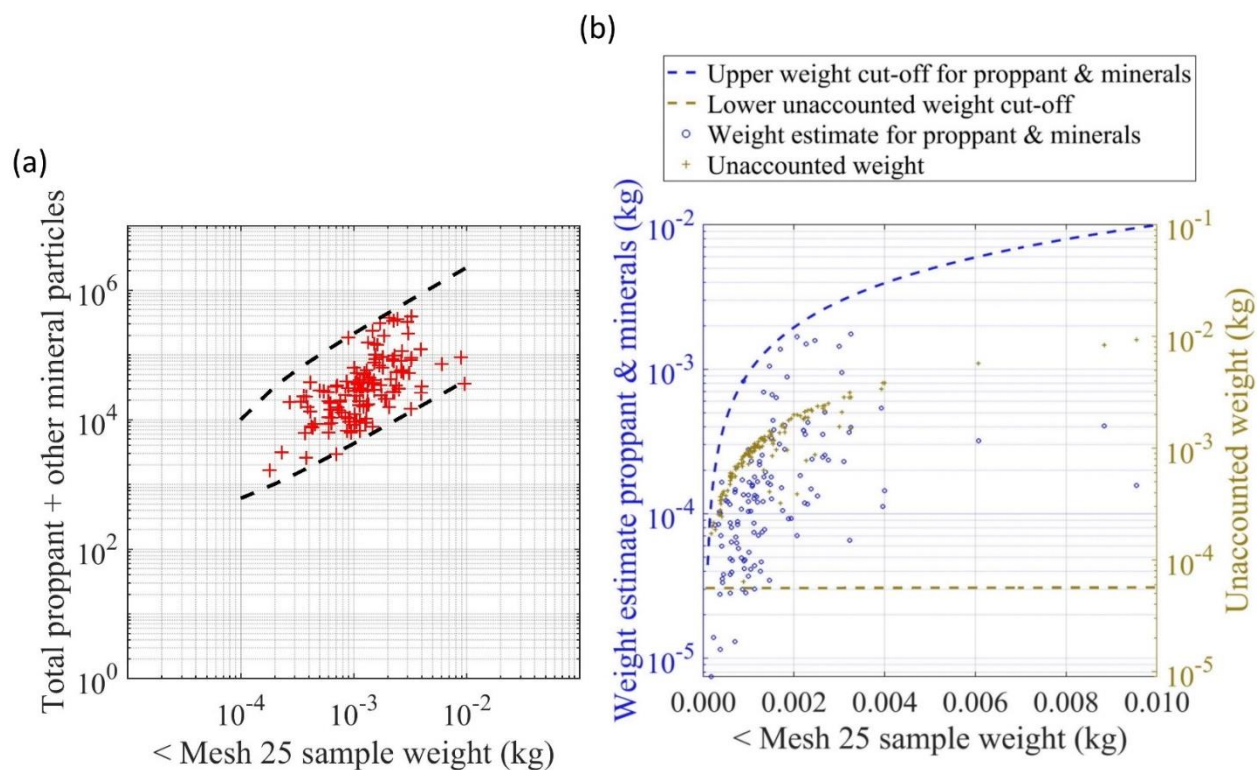 (a)
Total proppant + other mineral particles
10^6
10^4
10^2
10^0
10^-4
10^-3
10^-2
< Mesh 25 sample weight (kg)
(b)
Upper weight cut-off for proppant & minerals
Lower unaccounted weight cut-off
Weight estimate for proppant & minerals
Unaccounted weight
Weight estimate proppant & minerals (kg)
10^-2
10^-3
10^-4
10^-5
10^-1
10^-2
10^-3
10^-4
10^-5
Unaccounted weight (kg)
0.000 0.002 0.004 0.006 0.008 0.010
< Mesh 25 sample weight (kg)